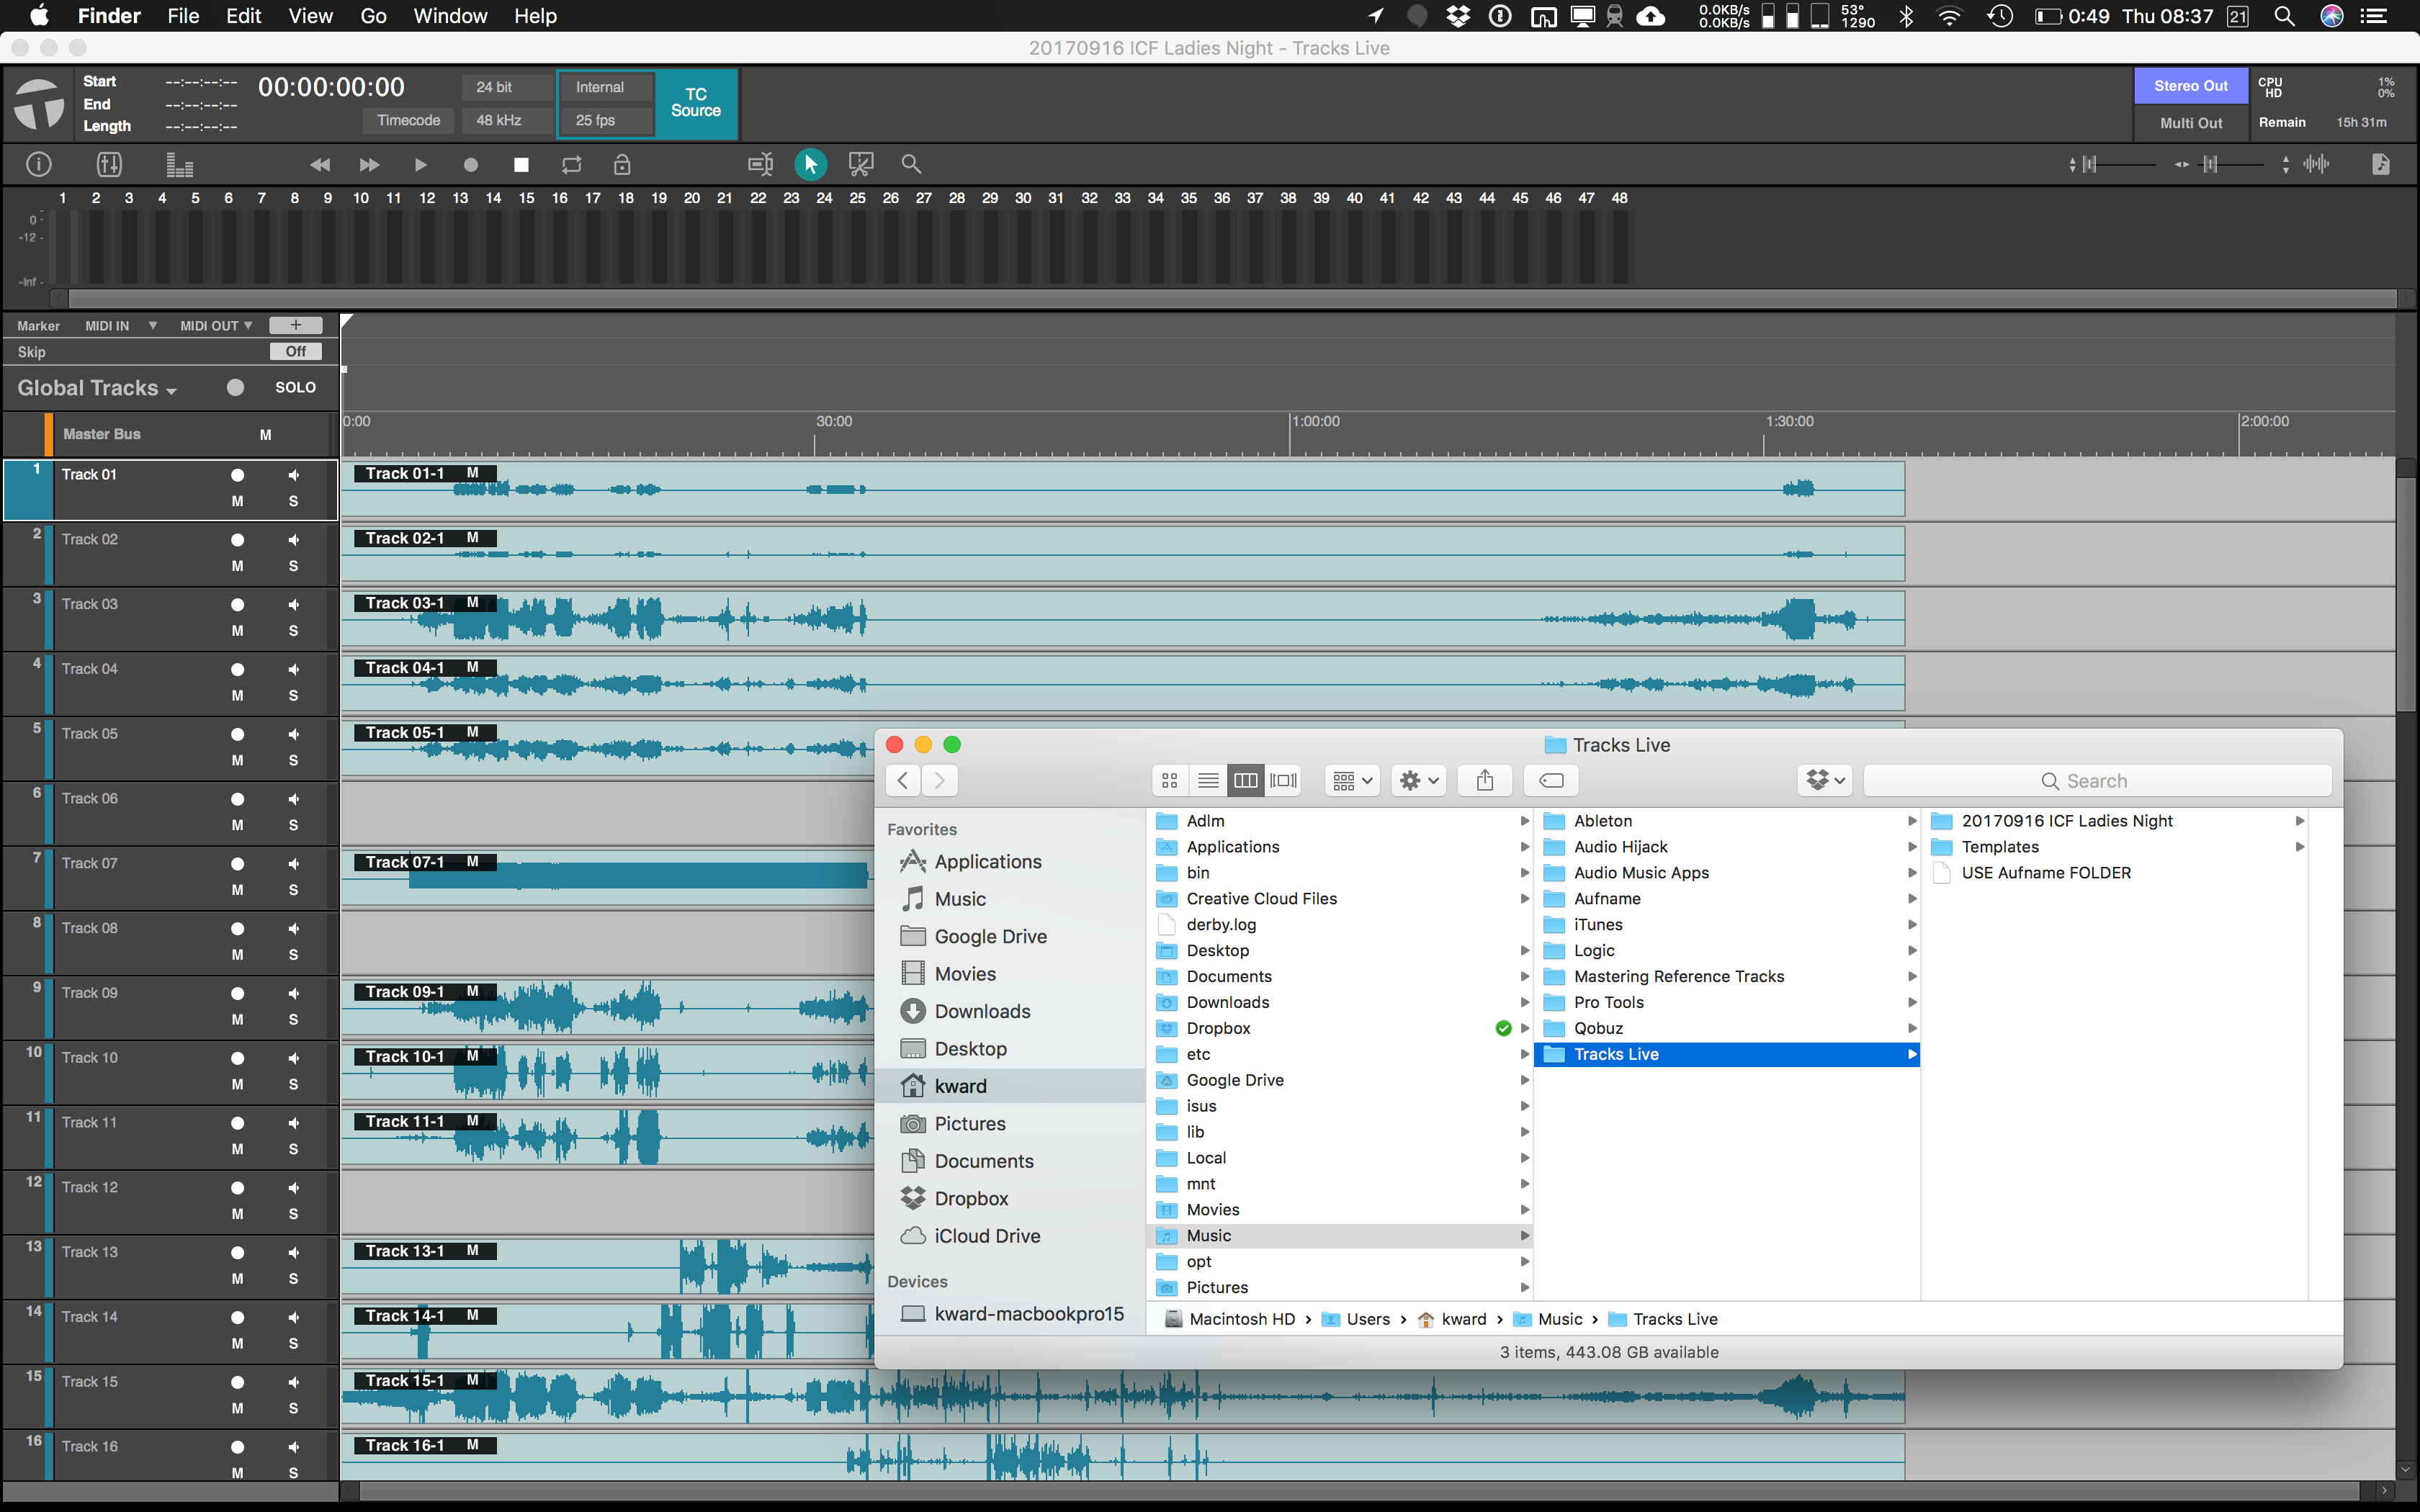 Finder File Edit View Go Window Help
0.0KB/s 0.0KB/s 53° 1290 0:49 Thu 08:37 21
20170916 ICF Ladies Night - Tracks Live
Start --:--:--:-- 00:00:00:00 24 bit Internal TC Source Stereo Out CPU 1%
HD 0%
End --:--:--:--
Length --:--:--:-- Timecode 48 kHz 25 fps Multi Out Remain 15h 31m
1 2 3 4 5 6 7 8 9 10 11 12 13 14 15 16 17 18 19 20 21 22 23 24 25 26 27 28 29 30 31 32 33 34 35 36 37 38 39 40 41 42 43 44 45 46 47 48
0 -
-12 -
-Inf -
Marker MIDI IN MIDI OUT +
Skip Off
Global Tracks SOLO
0:00 30:00 1:00:00 1:30:00 2:00:00
Master Bus M
1 Track 01 M S Track 01-1 M
2 Track 02 M S Track 02-1 M
3 Track 03 M S Track 03-1 M
4 Track 04 M S Track 04-1 M
5 Track 05 M S Track 05-1 M
6 Track 06 M S
7 Track 07 M S Track 07-1 M
8 Track 08 M S
9 Track 09 M S Track 09-1 M
10 Track 10 M S Track 10-1 M
11 Track 11 M S Track 11-1 M
12 Track 12 M S
13 Track 13 M S Track 13-1 M
14 Track 14 M S Track 14-1 M
15 Track 15 M S Track 15-1 M
16 Track 16 M S Track 16-1 M
Tracks Live
Search
Favorites
Applications
Music
Google Drive
Movies
Downloads
Desktop
kward
Pictures
Documents
Dropbox
iCloud Drive
Devices
kward-macbookpro15
Adlm
Applications
bin
Creative Cloud Files
derby.log
Desktop
Documents
Downloads
Dropbox
etc
Google Drive
isus
lib
Local
mnt
Movies
Music
opt
Pictures
Ableton
Audio Hijack
Audio Music Apps
Aufname
iTunes
Logic
Mastering Reference Tracks
Pro Tools
Qobuz
Tracks Live
20170916 ICF Ladies Night
Templates
USE Aufname FOLDER
Macintosh HD › Users › kward › Music › Tracks Live
3 items, 443.08 GB available